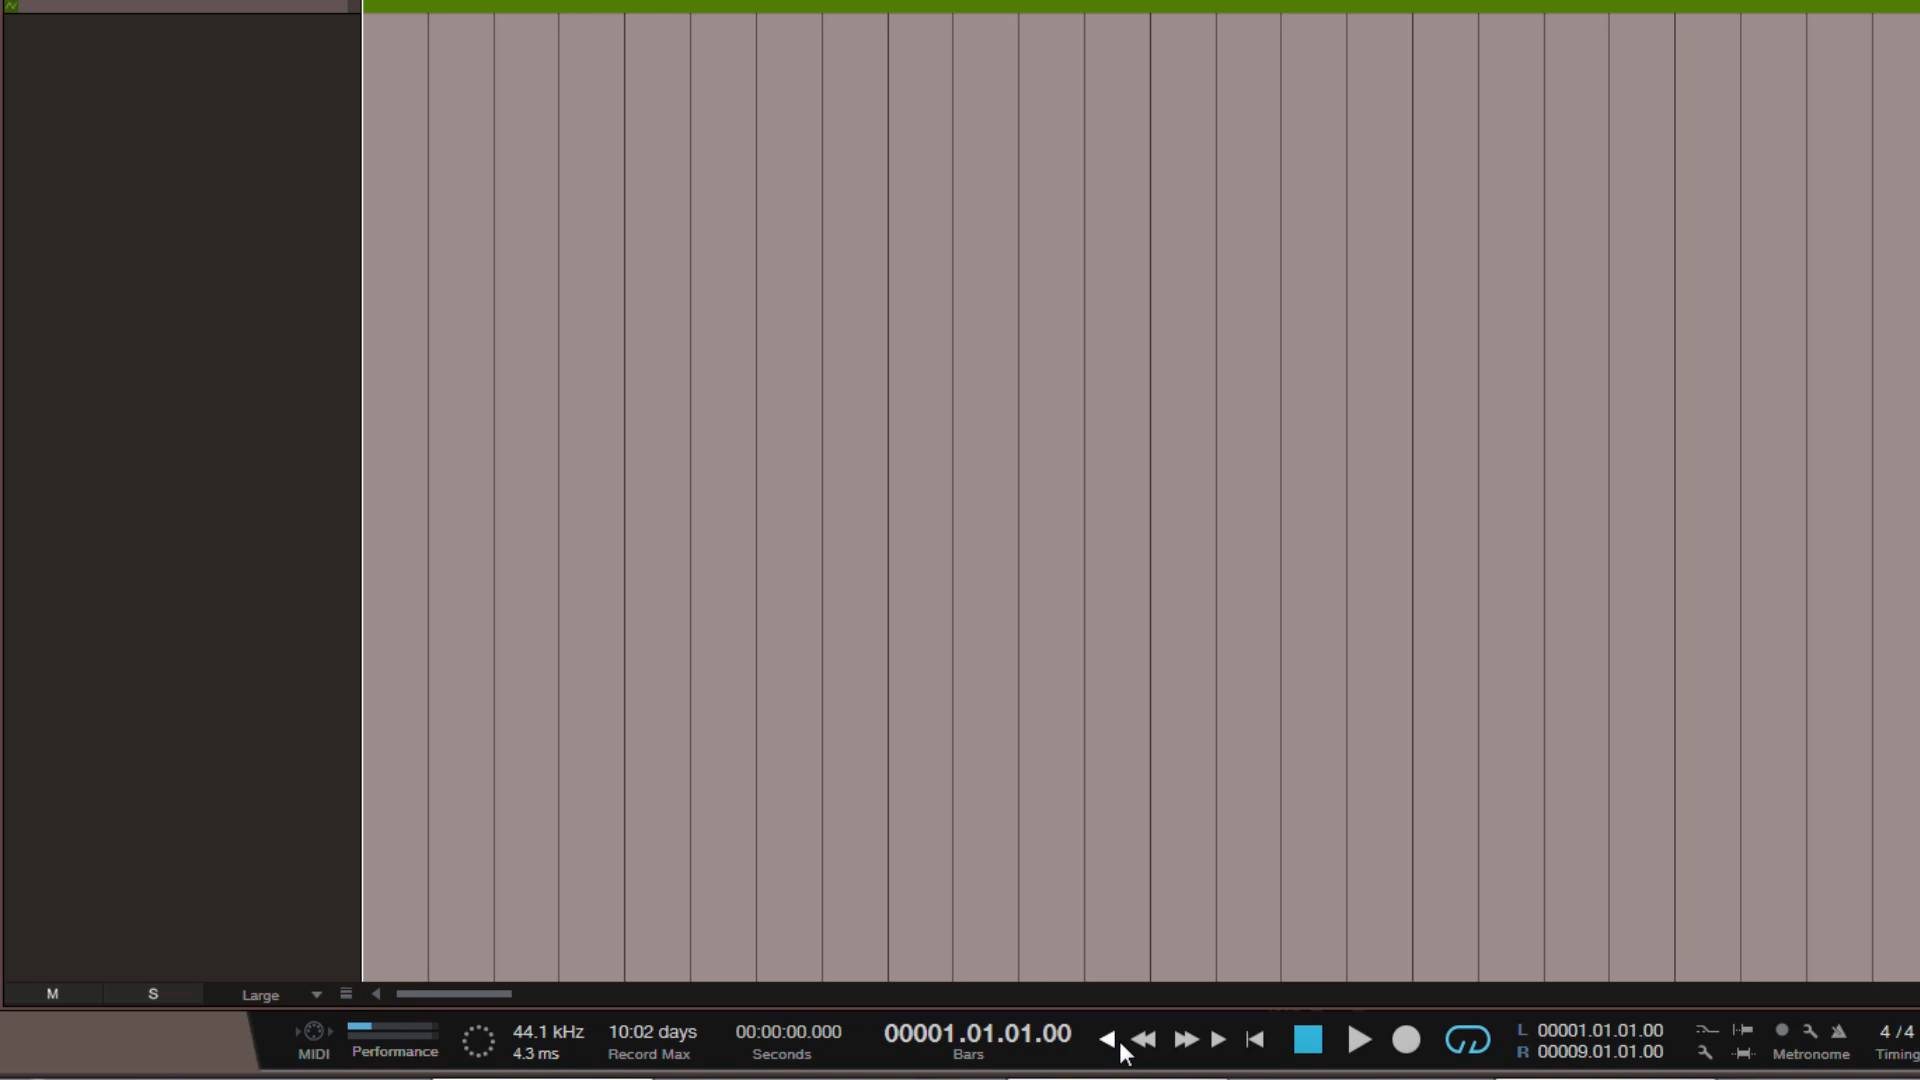 M S Large
MIDI
Performance
44.1 kHz
4.3 ms
10:02 days
Record Max
00:00:00.000
Seconds
00001.01.01.00
Bars
L 00001.01.01.00
R 00009.01.01.00
Metronome
4 / 4
Timing